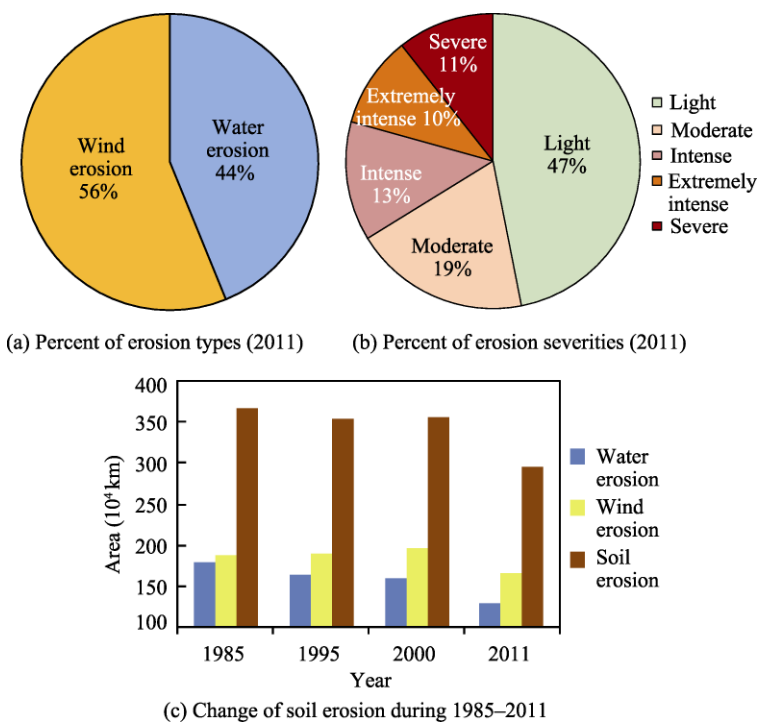 Wind
erosion
56%
Water
erosion
44%
(a) Percent of erosion types (2011)
Severe
11%
Extremely
intense 10%
Intense
13%
Moderate
19%
Light
47%
Light
Moderate
Intense
Extremely
intense
Severe
(b) Percent of erosion severities (2011)
Area (10⁴ km)
400
350
300
250
200
150
100
1985
1995
2000
2011
Year
Water
erosion
Wind
erosion
Soil
erosion
(c) Change of soil erosion during 1985–2011